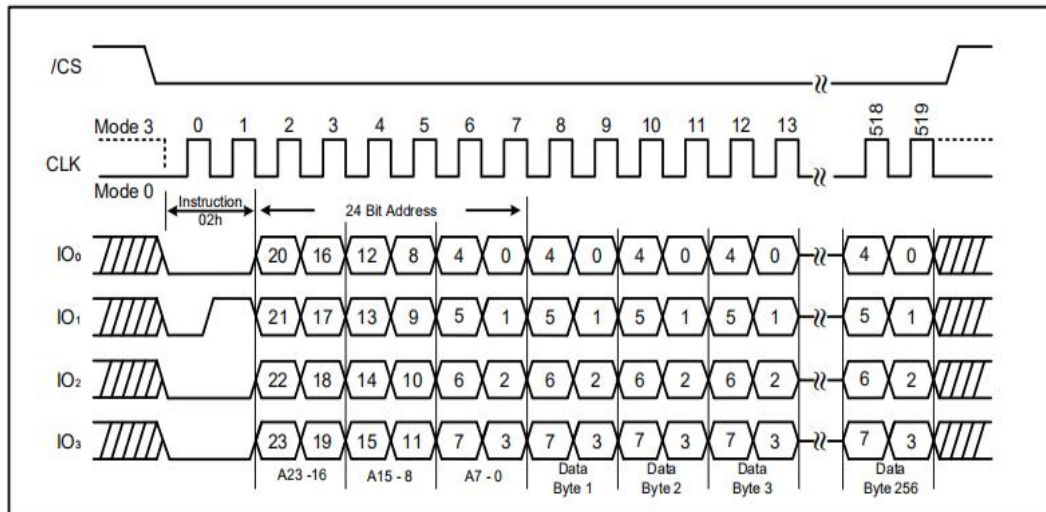 /CS
Mode 3 0 1 2 3 4 5 6 7 8 9 10 11 12 13 518 519
CLK
Mode 0
Instruction
02h
24 Bit Address
IO₀ 20 16 12 8 4 0 4 0 4 0 4 0 4 0
IO₁ 21 17 13 9 5 1 5 1 5 1 5 1 5 1
IO₂ 22 18 14 10 6 2 6 2 6 2 6 2 6 2
IO₃ 23 19 15 11 7 3 7 3 7 3 7 3 7 3
A23 -16 A15 - 8 A7 - 0 Data Data Data Data
Byte 1 Byte 2 Byte 3 Byte 256